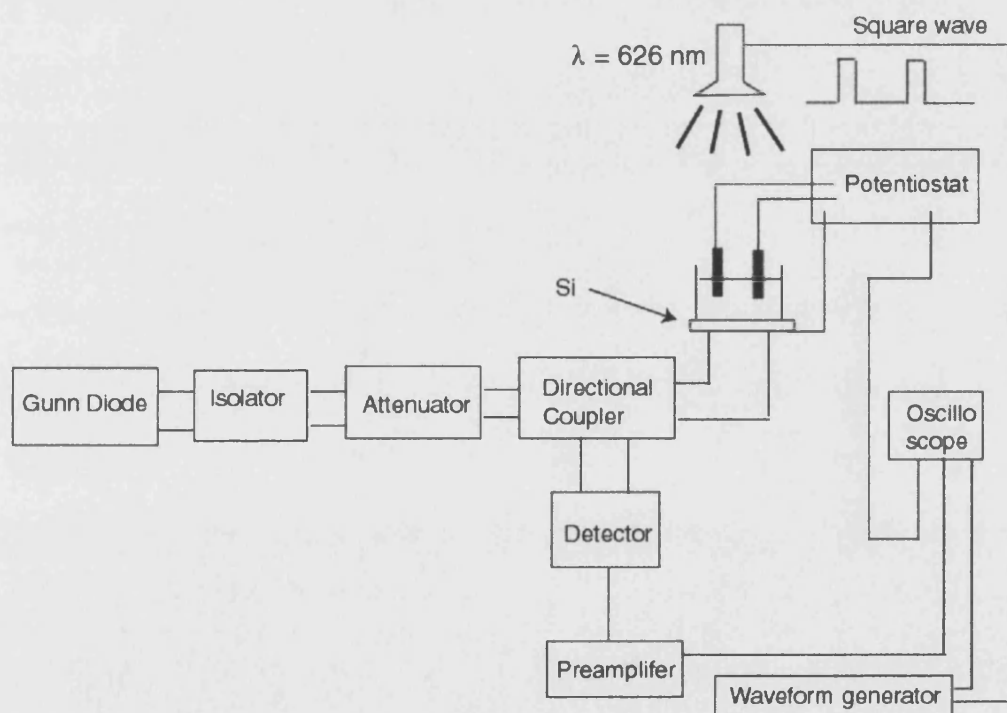 Square wave
λ = 626 nm
Potentiostat
Si
Gunn Diode
Isolator
Attenuator
Directional
Coupler
Oscillo
scope
Detector
Preamplifer
Waveform generator